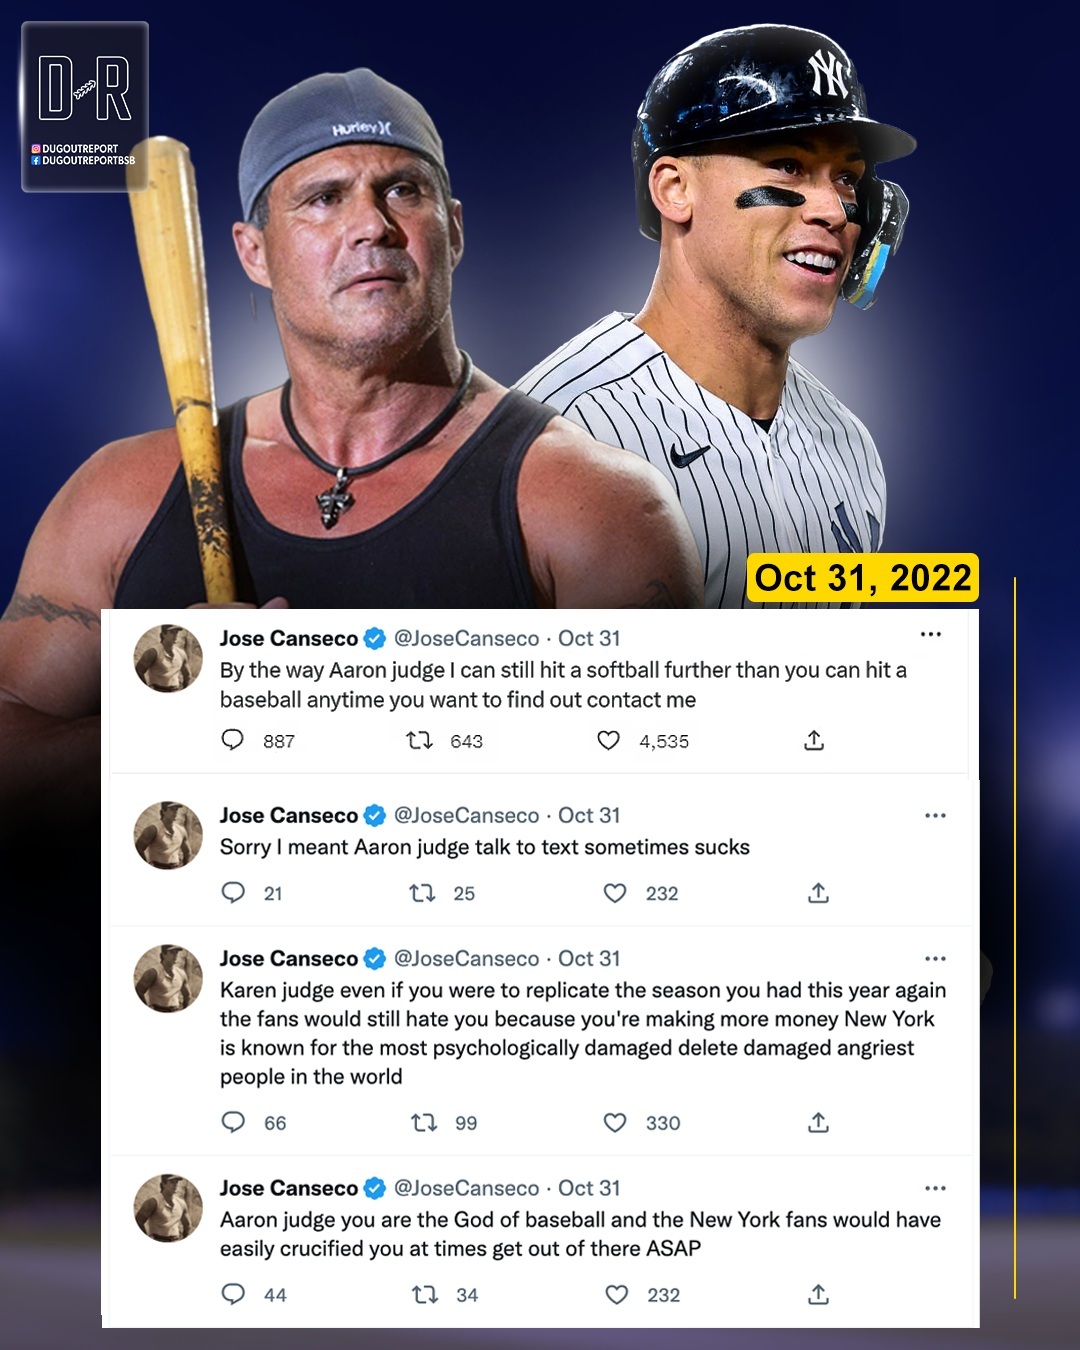 D R
DUGOUTREPORT
DUGOUTREPORTBSB
Hurley
NY
Oct 31, 2022
Jose Canseco @JoseCanseco · Oct 31
By the way Aaron judge I can still hit a softball further than you can hit a
baseball anytime you want to find out contact me
887 643 4,535
Jose Canseco @JoseCanseco · Oct 31
Sorry I meant Aaron judge talk to text sometimes sucks
21 25 232
Jose Canseco @JoseCanseco · Oct 31
Karen judge even if you were to replicate the season you had this year again
the fans would still hate you because you're making more money New York
is known for the most psychologically damaged delete damaged angriest
people in the world
66 99 330
Jose Canseco @JoseCanseco · Oct 31
Aaron judge you are the God of baseball and the New York fans would have
easily crucified you at times get out of there ASAP
44 34 232